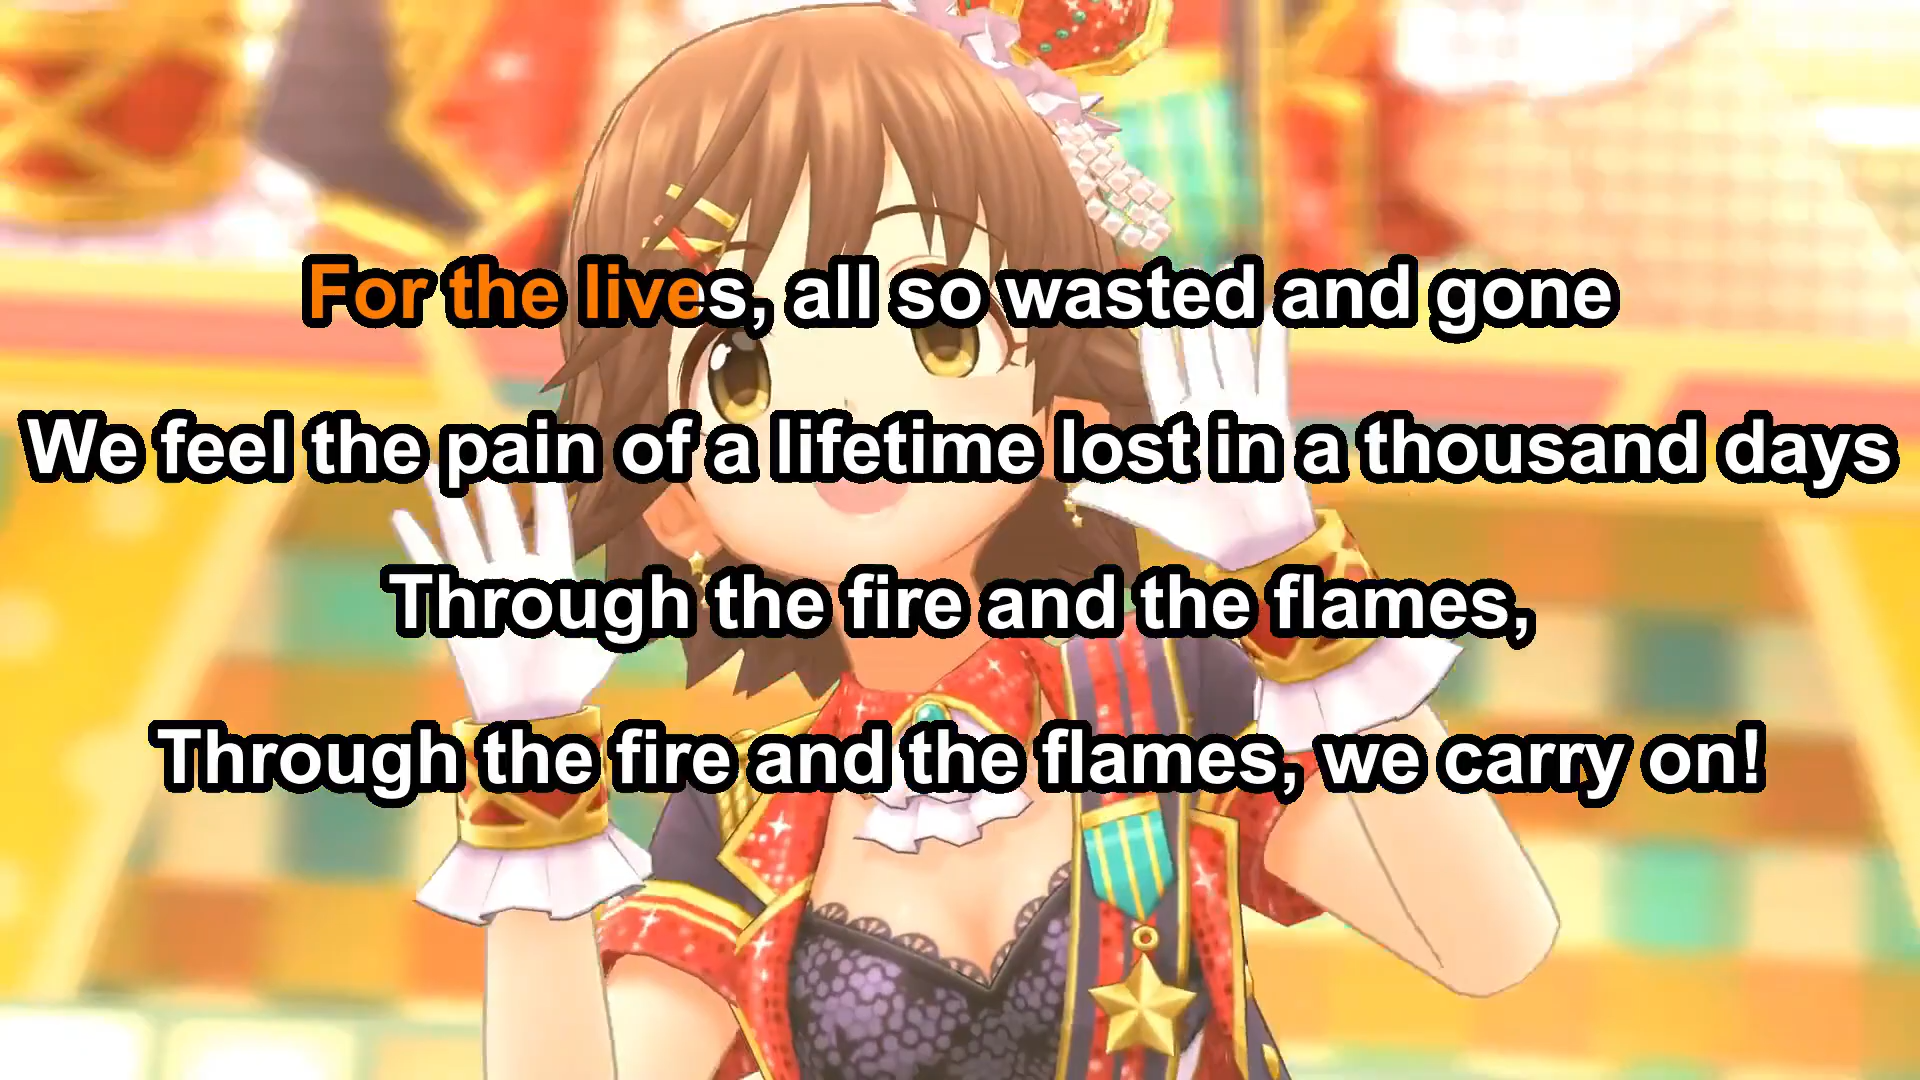 For the lives, all so wasted and gone
We feel the pain of a lifetime lost in a thousand days
Through the fire and the flames,
Through the fire and the flames, we carry on!